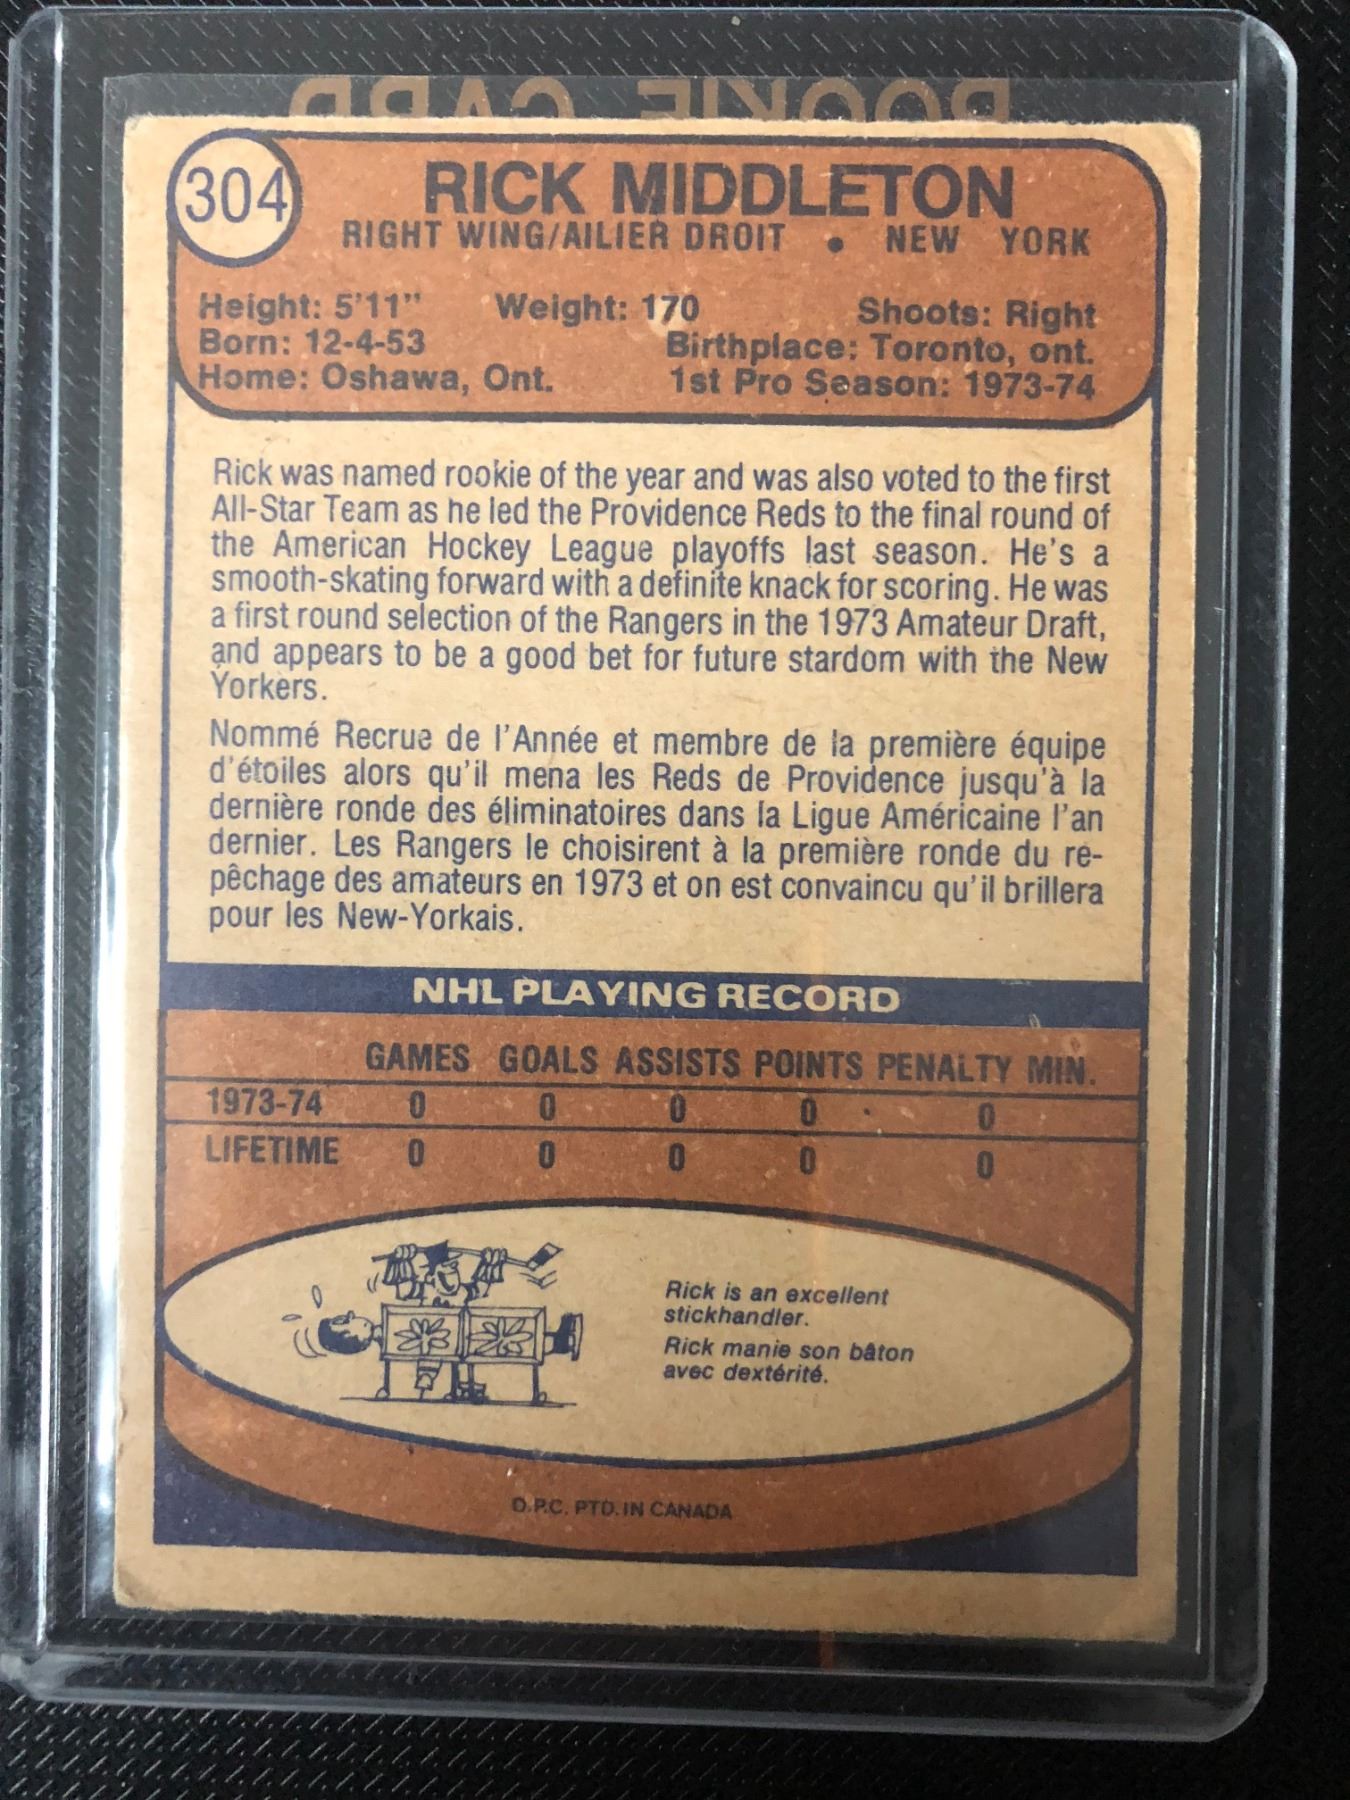 ROOKIE CARD
304
RICK MIDDLETON
RIGHT WING/AILIER DROIT • NEW YORK
Height: 5'11" Weight: 170 Shoots: Right
Born: 12-4-53 Birthplace: Toronto, ont.
Home: Oshawa, Ont. 1st Pro Season: 1973-74
Rick was named rookie of the year and was also voted to the first
All-Star Team as he led the Providence Reds to the final round of
the American Hockey League playoffs last season. He's a
smooth-skating forward with a definite knack for scoring. He was
a first round selection of the Rangers in the 1973 Amateur Draft,
and appears to be a good bet for future stardom with the New
Yorkers.
Nommé Recrue de l'Année et membre de la première équipe
d'étoiles alors qu'il mena les Reds de Providence jusqu'à la
dernière ronde des éliminatoires dans la Ligue Américaine l'an
dernier. Les Rangers le choisirent à la première ronde du re-
pêchage des amateurs en 1973 et on est convaincu qu'il brillera
pour les New-Yorkais.
NHL PLAYING RECORD
GAMES GOALS ASSISTS POINTS PENALTY MIN.
1973-74 0 0 0 0 0
LIFETIME 0 0 0 0 0
Rick is an excellent
stickhandler.
Rick manie son bâton
avec dextérité.
O.P.C. PTD. IN CANADA